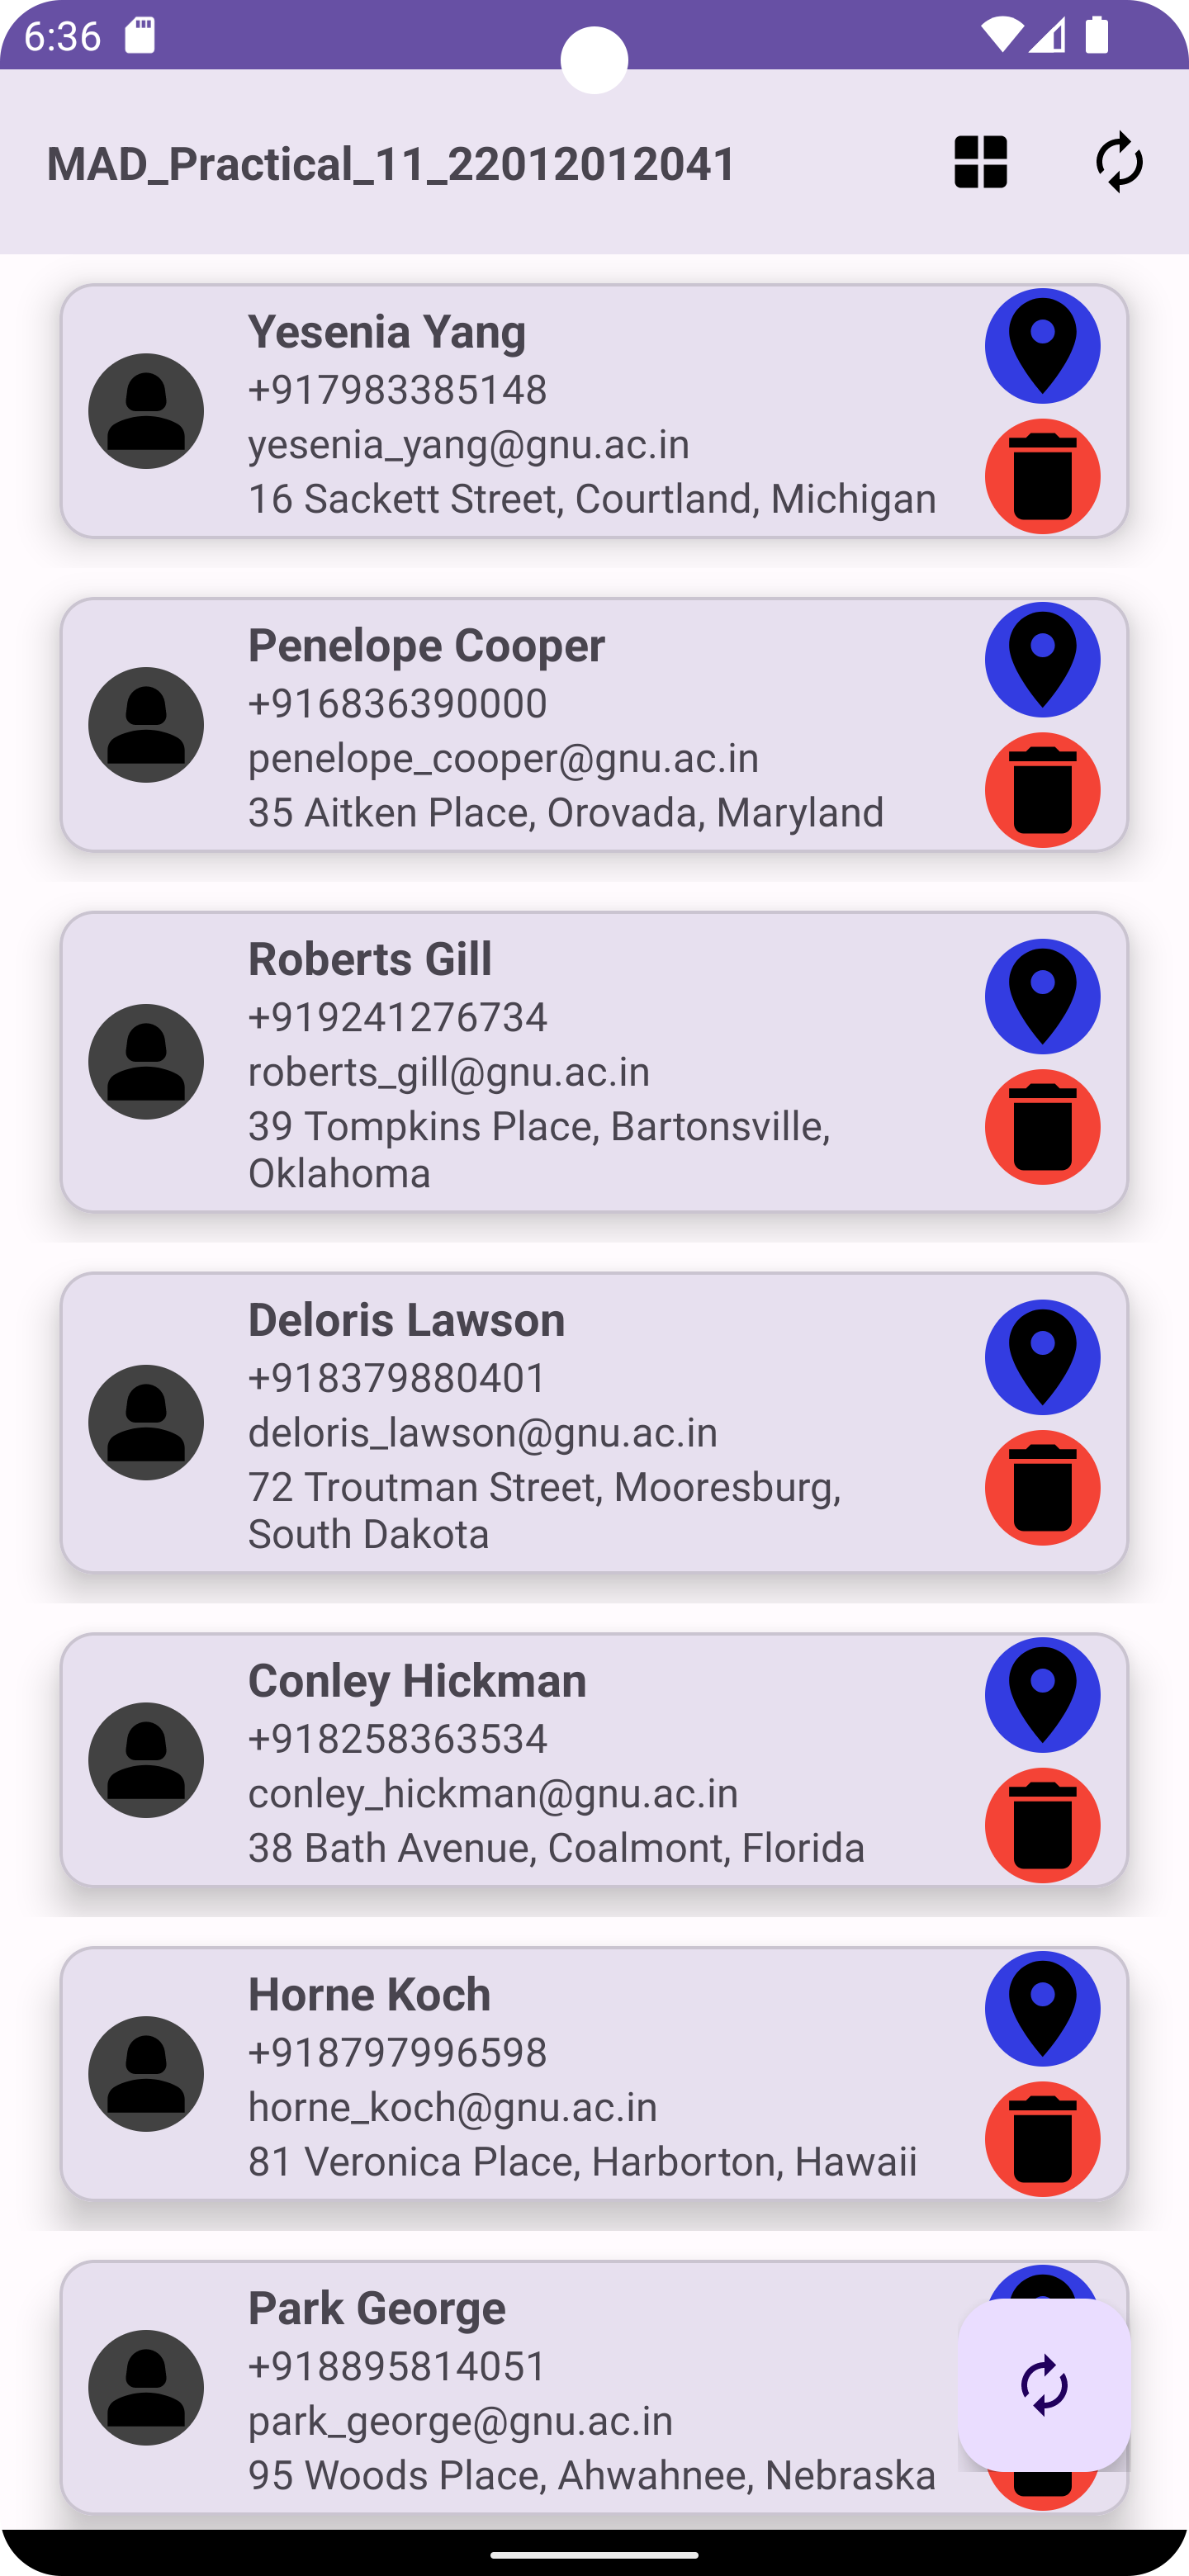 6:36
MAD_Practical_11_22012012041
Yesenia Yang
+917983385148
yesenia_yang@gnu.ac.in
16 Sackett Street, Courtland, Michigan
Penelope Cooper
+916836390000
penelope_cooper@gnu.ac.in
35 Aitken Place, Orovada, Maryland
Roberts Gill
+919241276734
roberts_gill@gnu.ac.in
39 Tompkins Place, Bartonsville,
Oklahoma
Deloris Lawson
+918379880401
deloris_lawson@gnu.ac.in
72 Troutman Street, Mooresburg,
South Dakota
Conley Hickman
+918258363534
conley_hickman@gnu.ac.in
38 Bath Avenue, Coalmont, Florida
Horne Koch
+918797996598
horne_koch@gnu.ac.in
81 Veronica Place, Harborton, Hawaii
Park George
+918895814051
park_george@gnu.ac.in
95 Woods Place, Ahwahnee, Nebraska